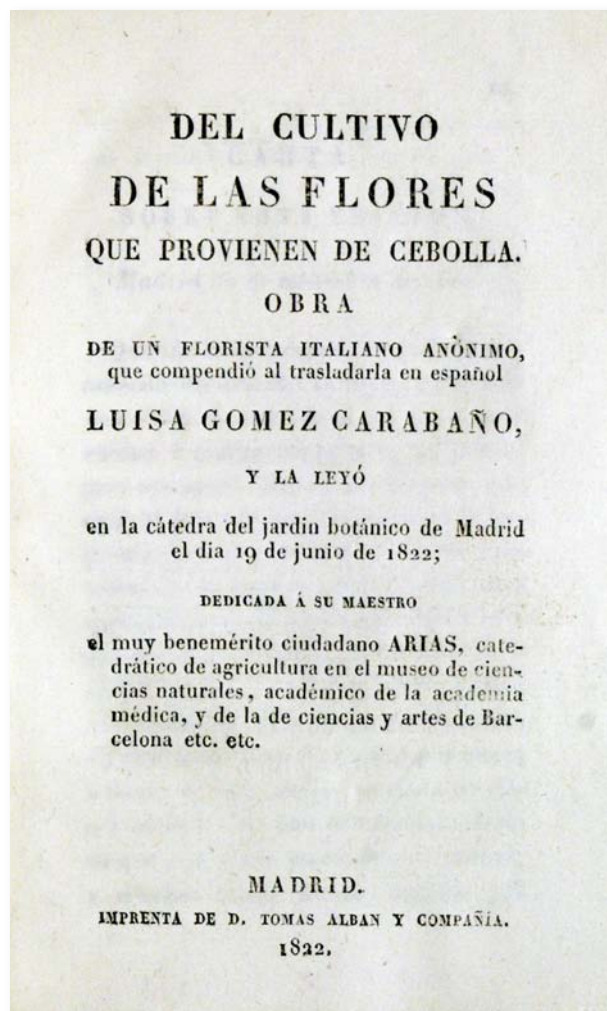 DEL CULTIVO
DE LAS FLORES
QUE PROVIENEN DE CEBOLLA.
OBRA
DE UN FLORISTA ITALIANO ANÓNIMO,
que compendió al trasladarla en español
LUISA GOMEZ CARABAÑO,
Y LA LEYÓ
en la cátedra del jardin botánico de Madrid
el dia 19 de junio de 1822;
DEDICADA Á SU MAESTRO
el muy benemérito ciudadano ARIAS, cate-
drático de agricultura en el museo de cien-
cias naturales, académico de la academia
médica, y de la de ciencias y artes de Bar-
celona etc. etc.
MADRID.
IMPRENTA DE D. TOMAS ALBAN Y COMPAÑÍA.
1822.